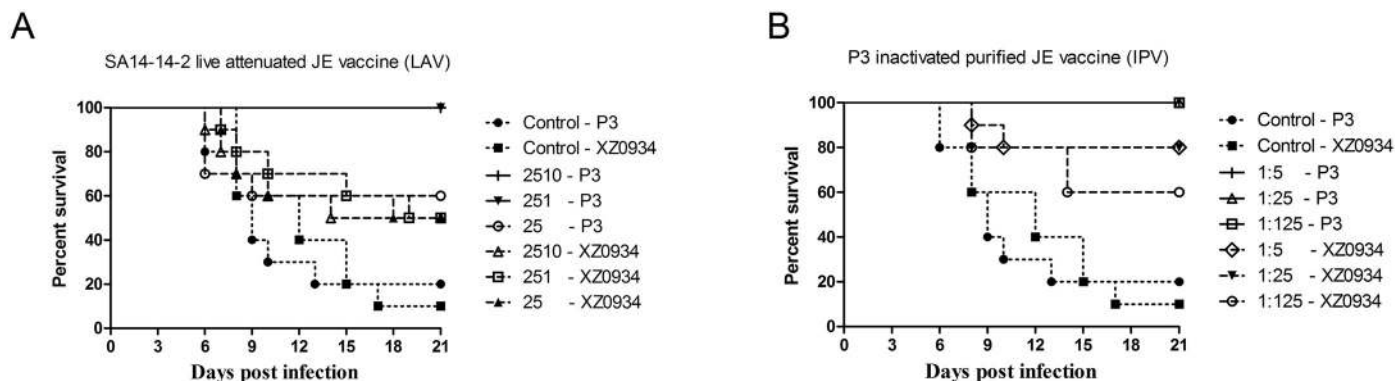 A
SA14-14-2 live attenuated JE vaccine (LAV)
Percent survival
100
80
60
40
20
0
0 3 6 9 12 15 18 21
Days post infection
Control - P3
Control - XZ0934
2510 - P3
251 - P3
25 - P3
2510 - XZ0934
251 - XZ0934
25 - XZ0934
B
P3 inactivated purified JE vaccine (IPV)
Percent survival
100
80
60
40
20
0
0 3 6 9 12 15 18 21
Days post infection
Control - P3
Control - XZ0934
1:5 - P3
1:25 - P3
1:125 - P3
1:5 - XZ0934
1:25 - XZ0934
1:125 - XZ0934